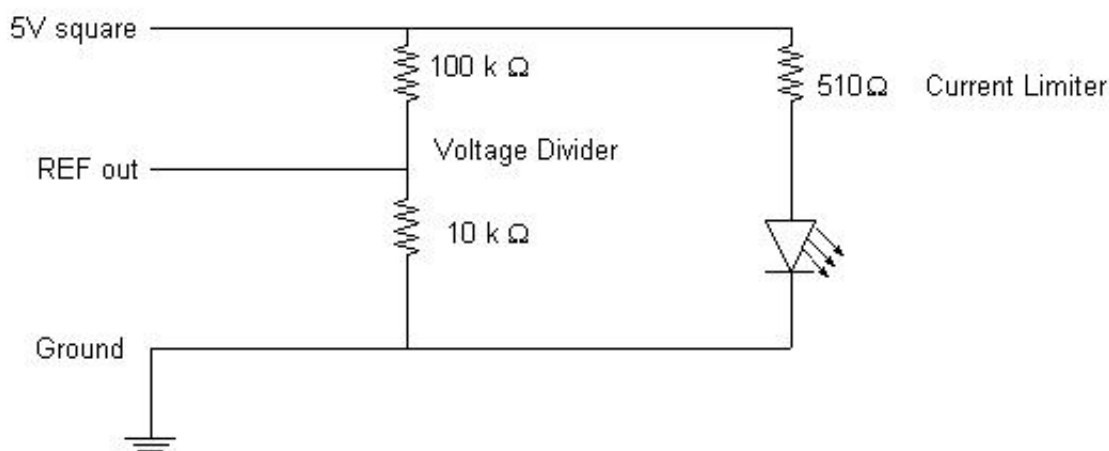 5V square
100 k Ω
510Ω Current Limiter
Voltage Divider
REF out
10 k Ω
Ground